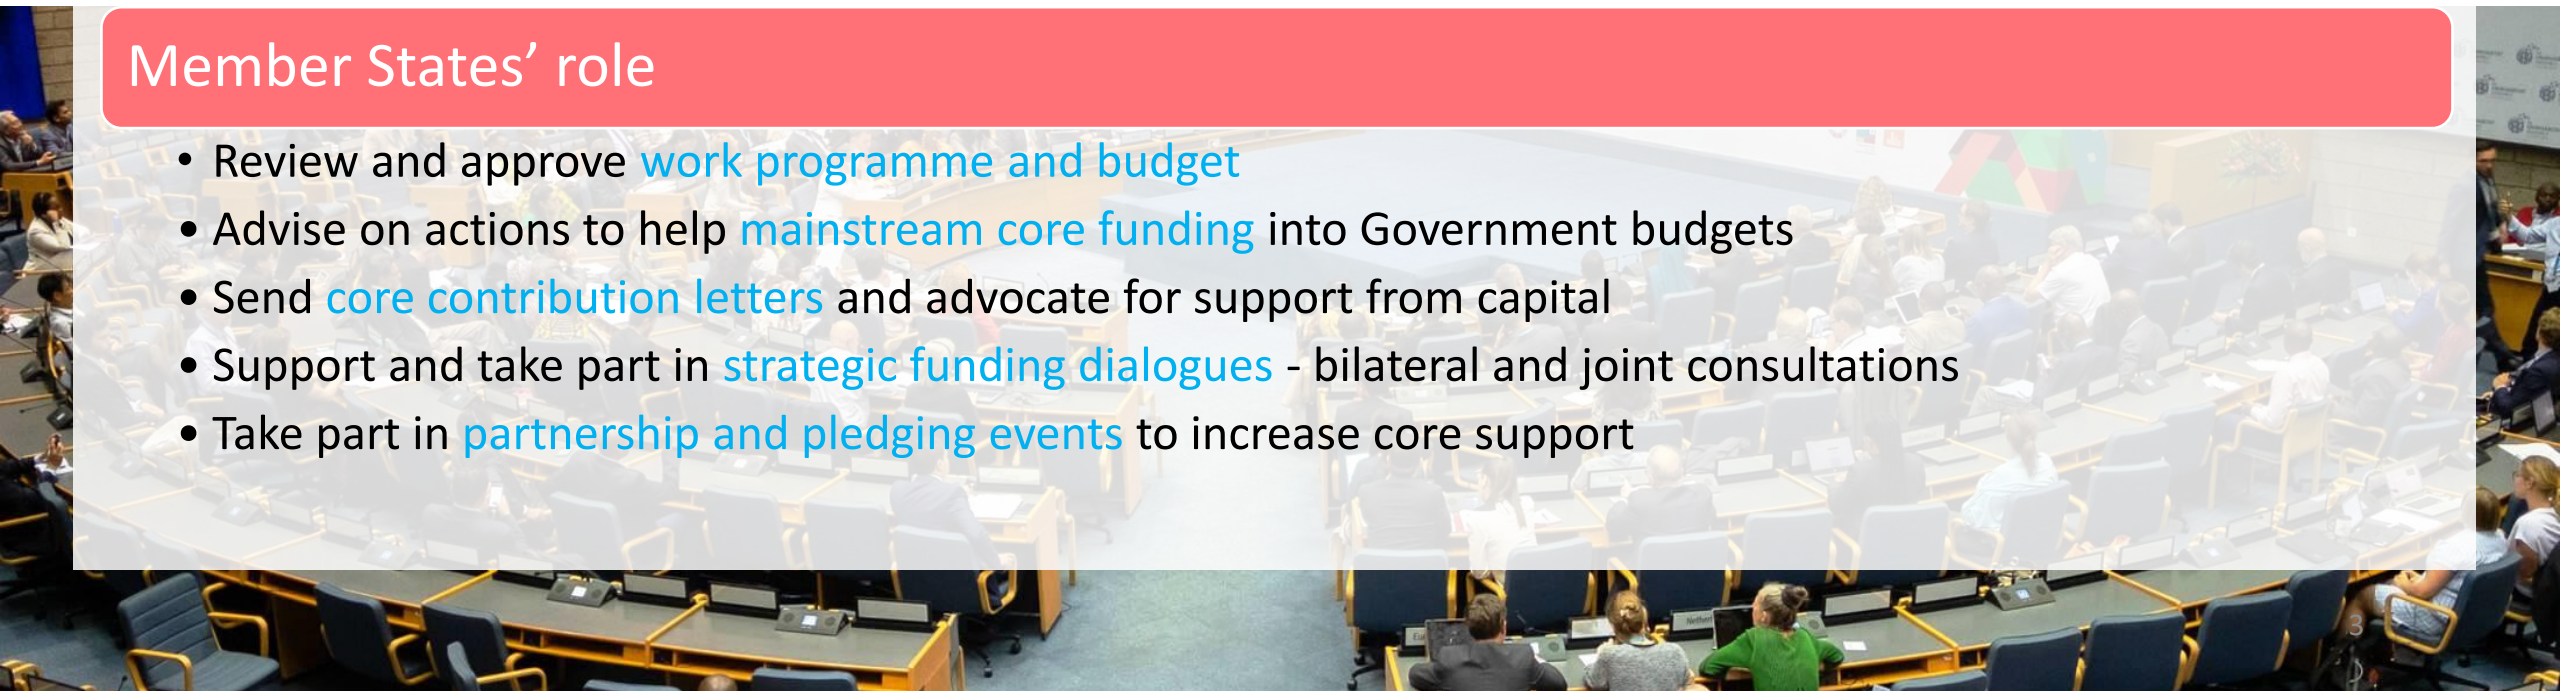 Member States’ role
• Review and approve work programme and budget
• Advise on actions to help mainstream core funding into Government budgets
• Send core contribution letters and advocate for support from capital
• Support and take part in strategic funding dialogues - bilateral and joint consultations
• Take part in partnership and pledging events to increase core support
3